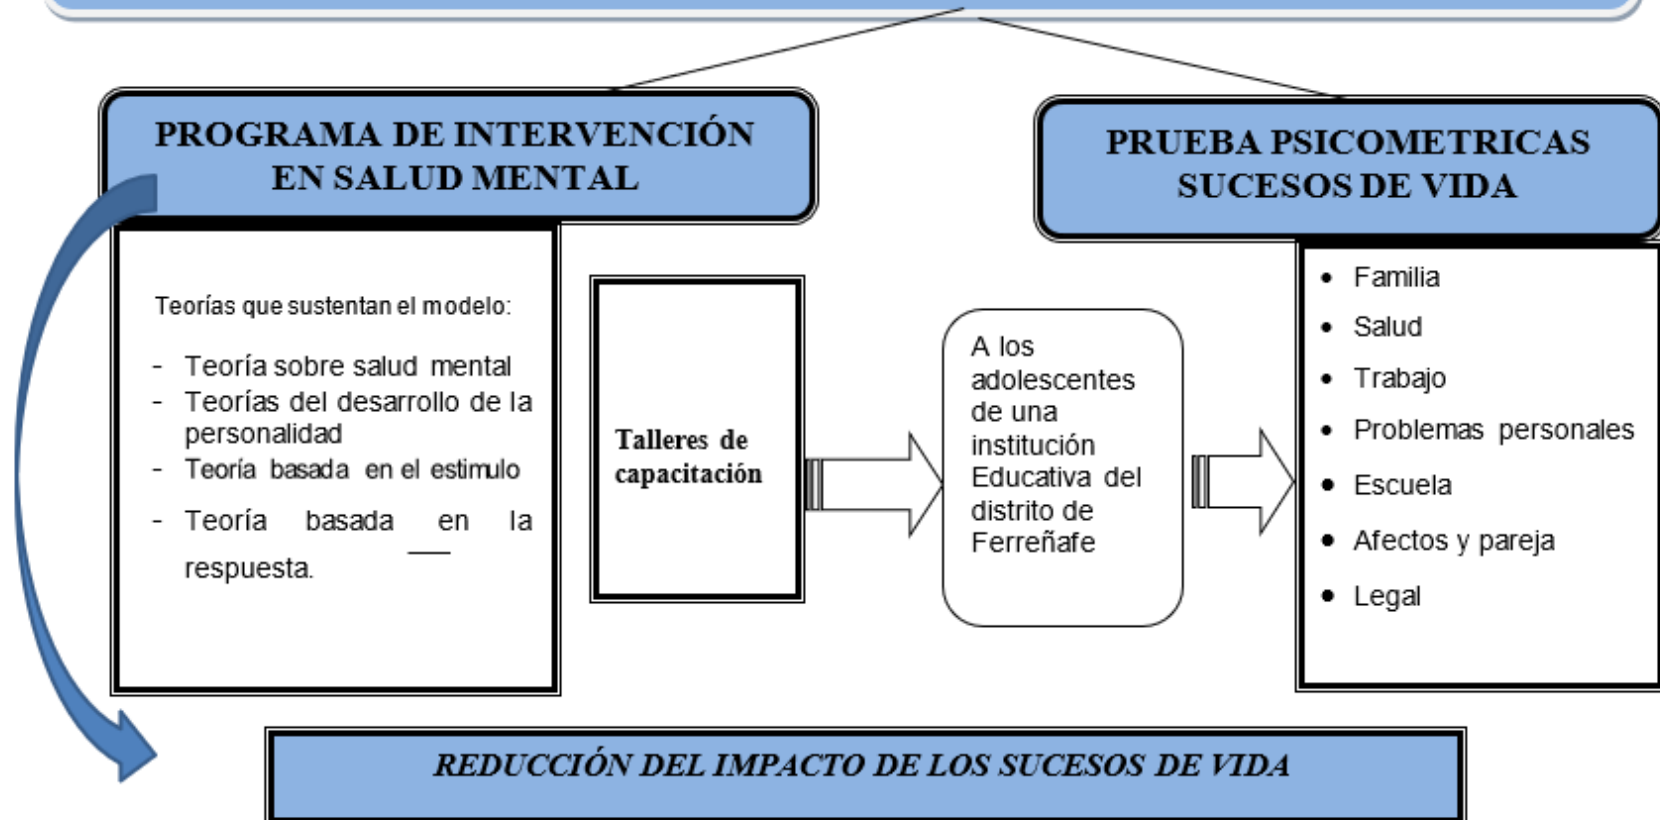 PROGRAMA DE INTERVENCIÓN
EN SALUD MENTAL
PRUEBA PSICOMETRICAS
SUCESOS DE VIDA
Teorías que sustentan el modelo:
- Teoría sobre salud mental
- Teorías del desarrollo de la
personalidad
- Teoría basada en el estimulo
- Teoría basada en la
respuesta.
Talleres de
capacitación
A los
adolescentes
de una
institución
Educativa del
distrito de
Ferreñafe
• Familia
• Salud
• Trabajo
• Problemas personales
• Escuela
• Afectos y pareja
• Legal
REDUCCIÓN DEL IMPACTO DE LOS SUCESOS DE VIDA